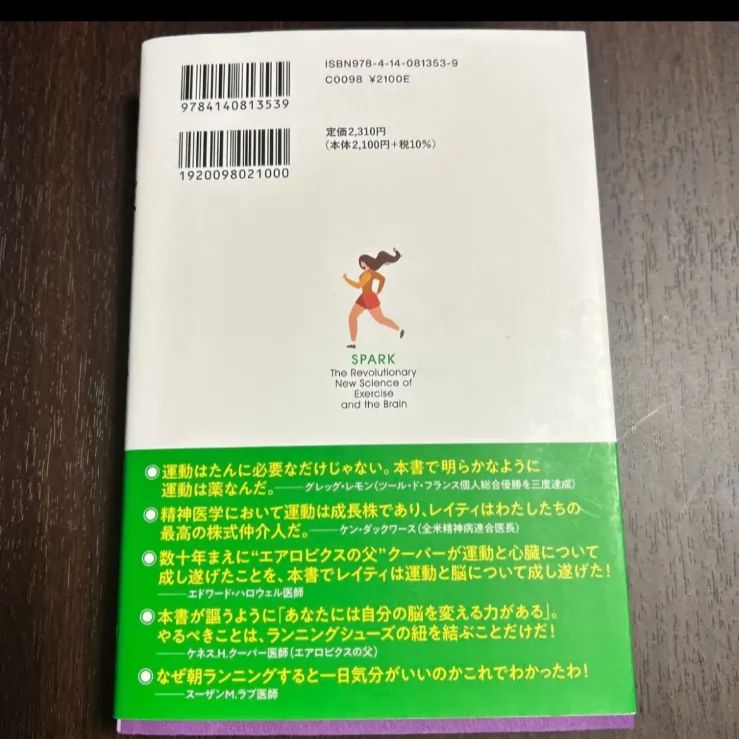 ISBN978-4-14-081353-9
C0098 ¥2100E
9784140813539
定価2,310円
(本体2,100円+税10%)
1920098021000
SPARK
The Revolutionary
New Science of
Exercise
and the Brain
運動はたんに必要なだけじゃない。本書で明らかなように
運動は薬なんだ。――グレッグ・レモン(ツール・ド・フランス個人総合優勝を三度達成)
精神医学において運動は成長株であり、レイティはわたしたちの
最高の株式仲介人だ。――ケン・ダックワース(全米精神病連合医長)
数十年まえに“エアロビクスの父”クーパーが運動と心臓について
成し遂げたことを、本書でレイティは運動と脳について成し遂げた!
――エドワード・ハロウェル医師
本書が謳うように「あなたには自分の脳を変える力がある」。
やるべきことは、ランニングシューズの紐を結ぶことだけだ!
――ケネス.H.クーパー医師(エアロビクスの父)
なぜ朝ランニングすると一日気分がいいのかこれでわかったわ!
――スーザンM.ラブ医師